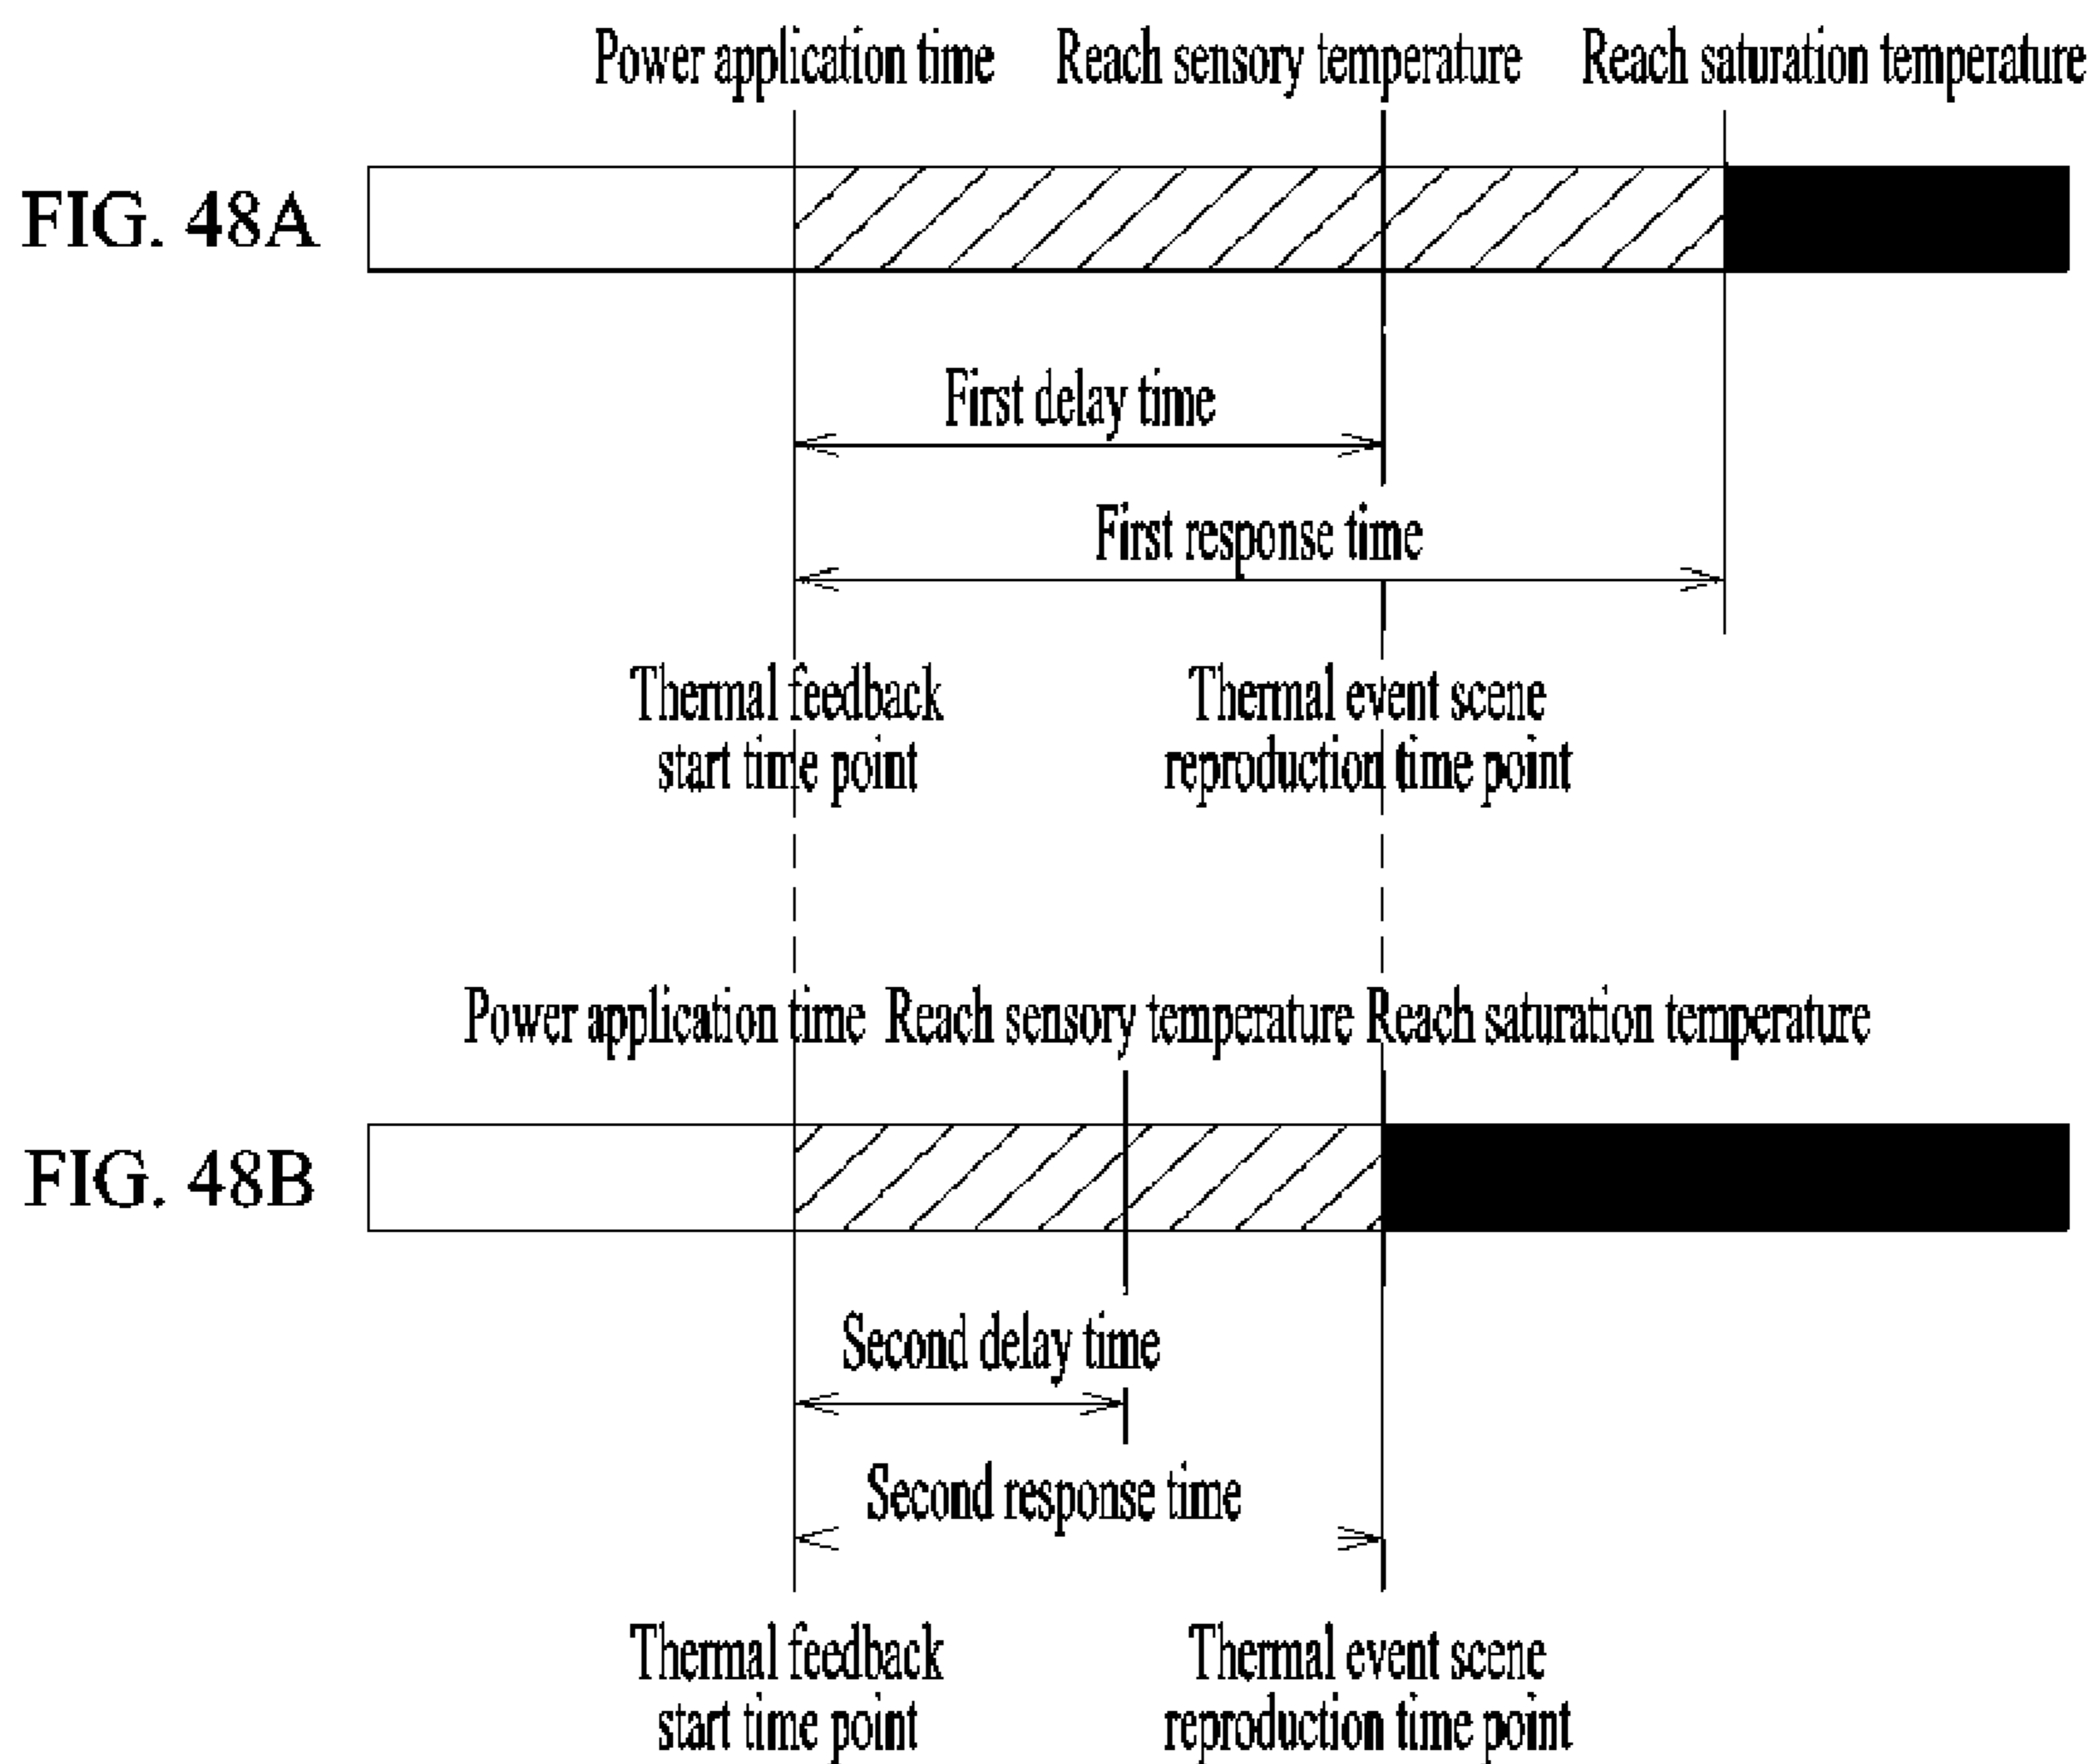 Power application time Reach sensory temperature Reach saturation temperature
FIG. 48A
First delay time
First response time
Thermal feedback
start time point
Thermal event scene
reproduction time point
Power application time Reach sensory temperature Reach saturation temperature
FIG. 48B
Second delay time
Second response time
Thermal feedback
start time point
Thermal event scene
reproduction time point